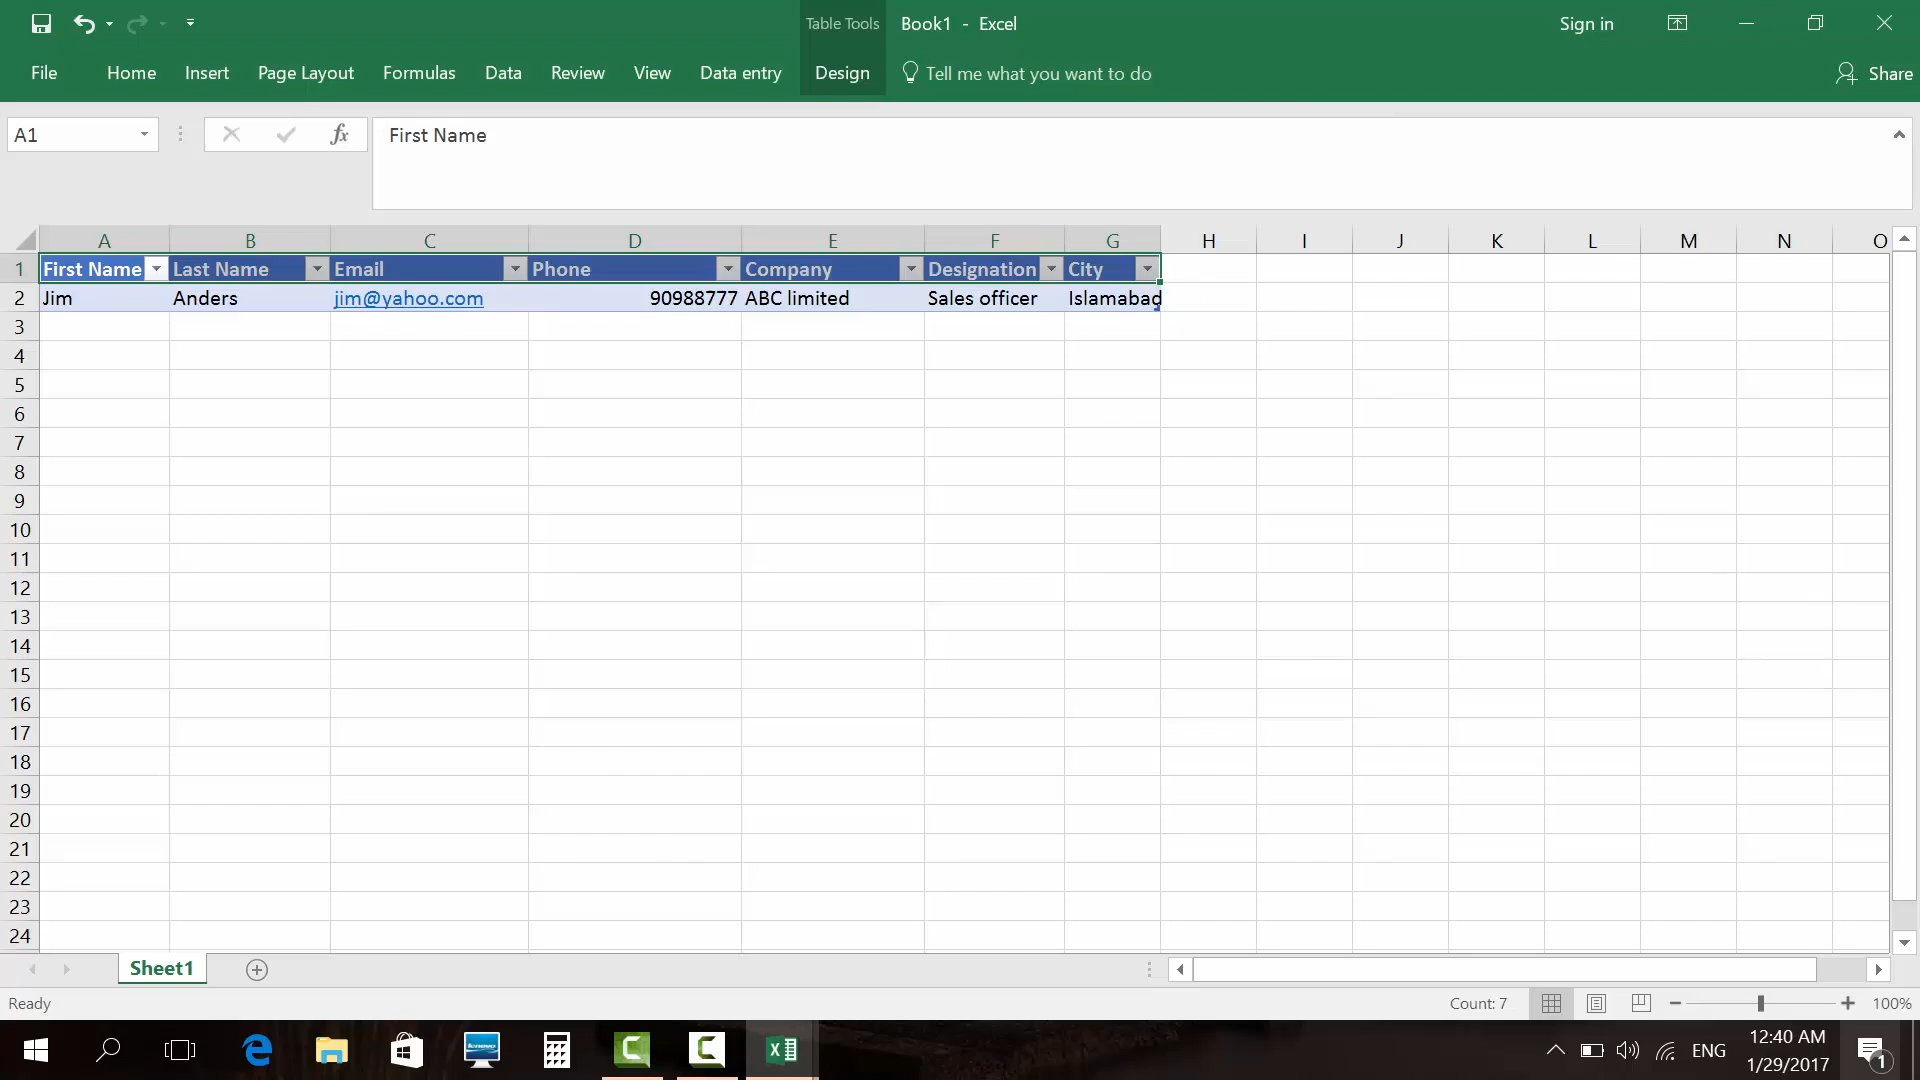 Table Tools
Book1 - Excel
Sign in
File Home Insert Page Layout Formulas Data Review View Data entry Design Tell me what you want to do Share
A1 fx First Name
A B C D E F G H I J K L M N O
1 First Name Last Name Email Phone Company Designation City
2 Jim Anders jim@yahoo.com 90988777 ABC limited Sales officer Islamabad
3
4
5
6
7
8
9
10
11
12
13
14
15
16
17
18
19
20
21
22
23
24
Sheet1
Ready Count: 7 100%
lenovo
ENG 12:40 AM
1/29/2017
1